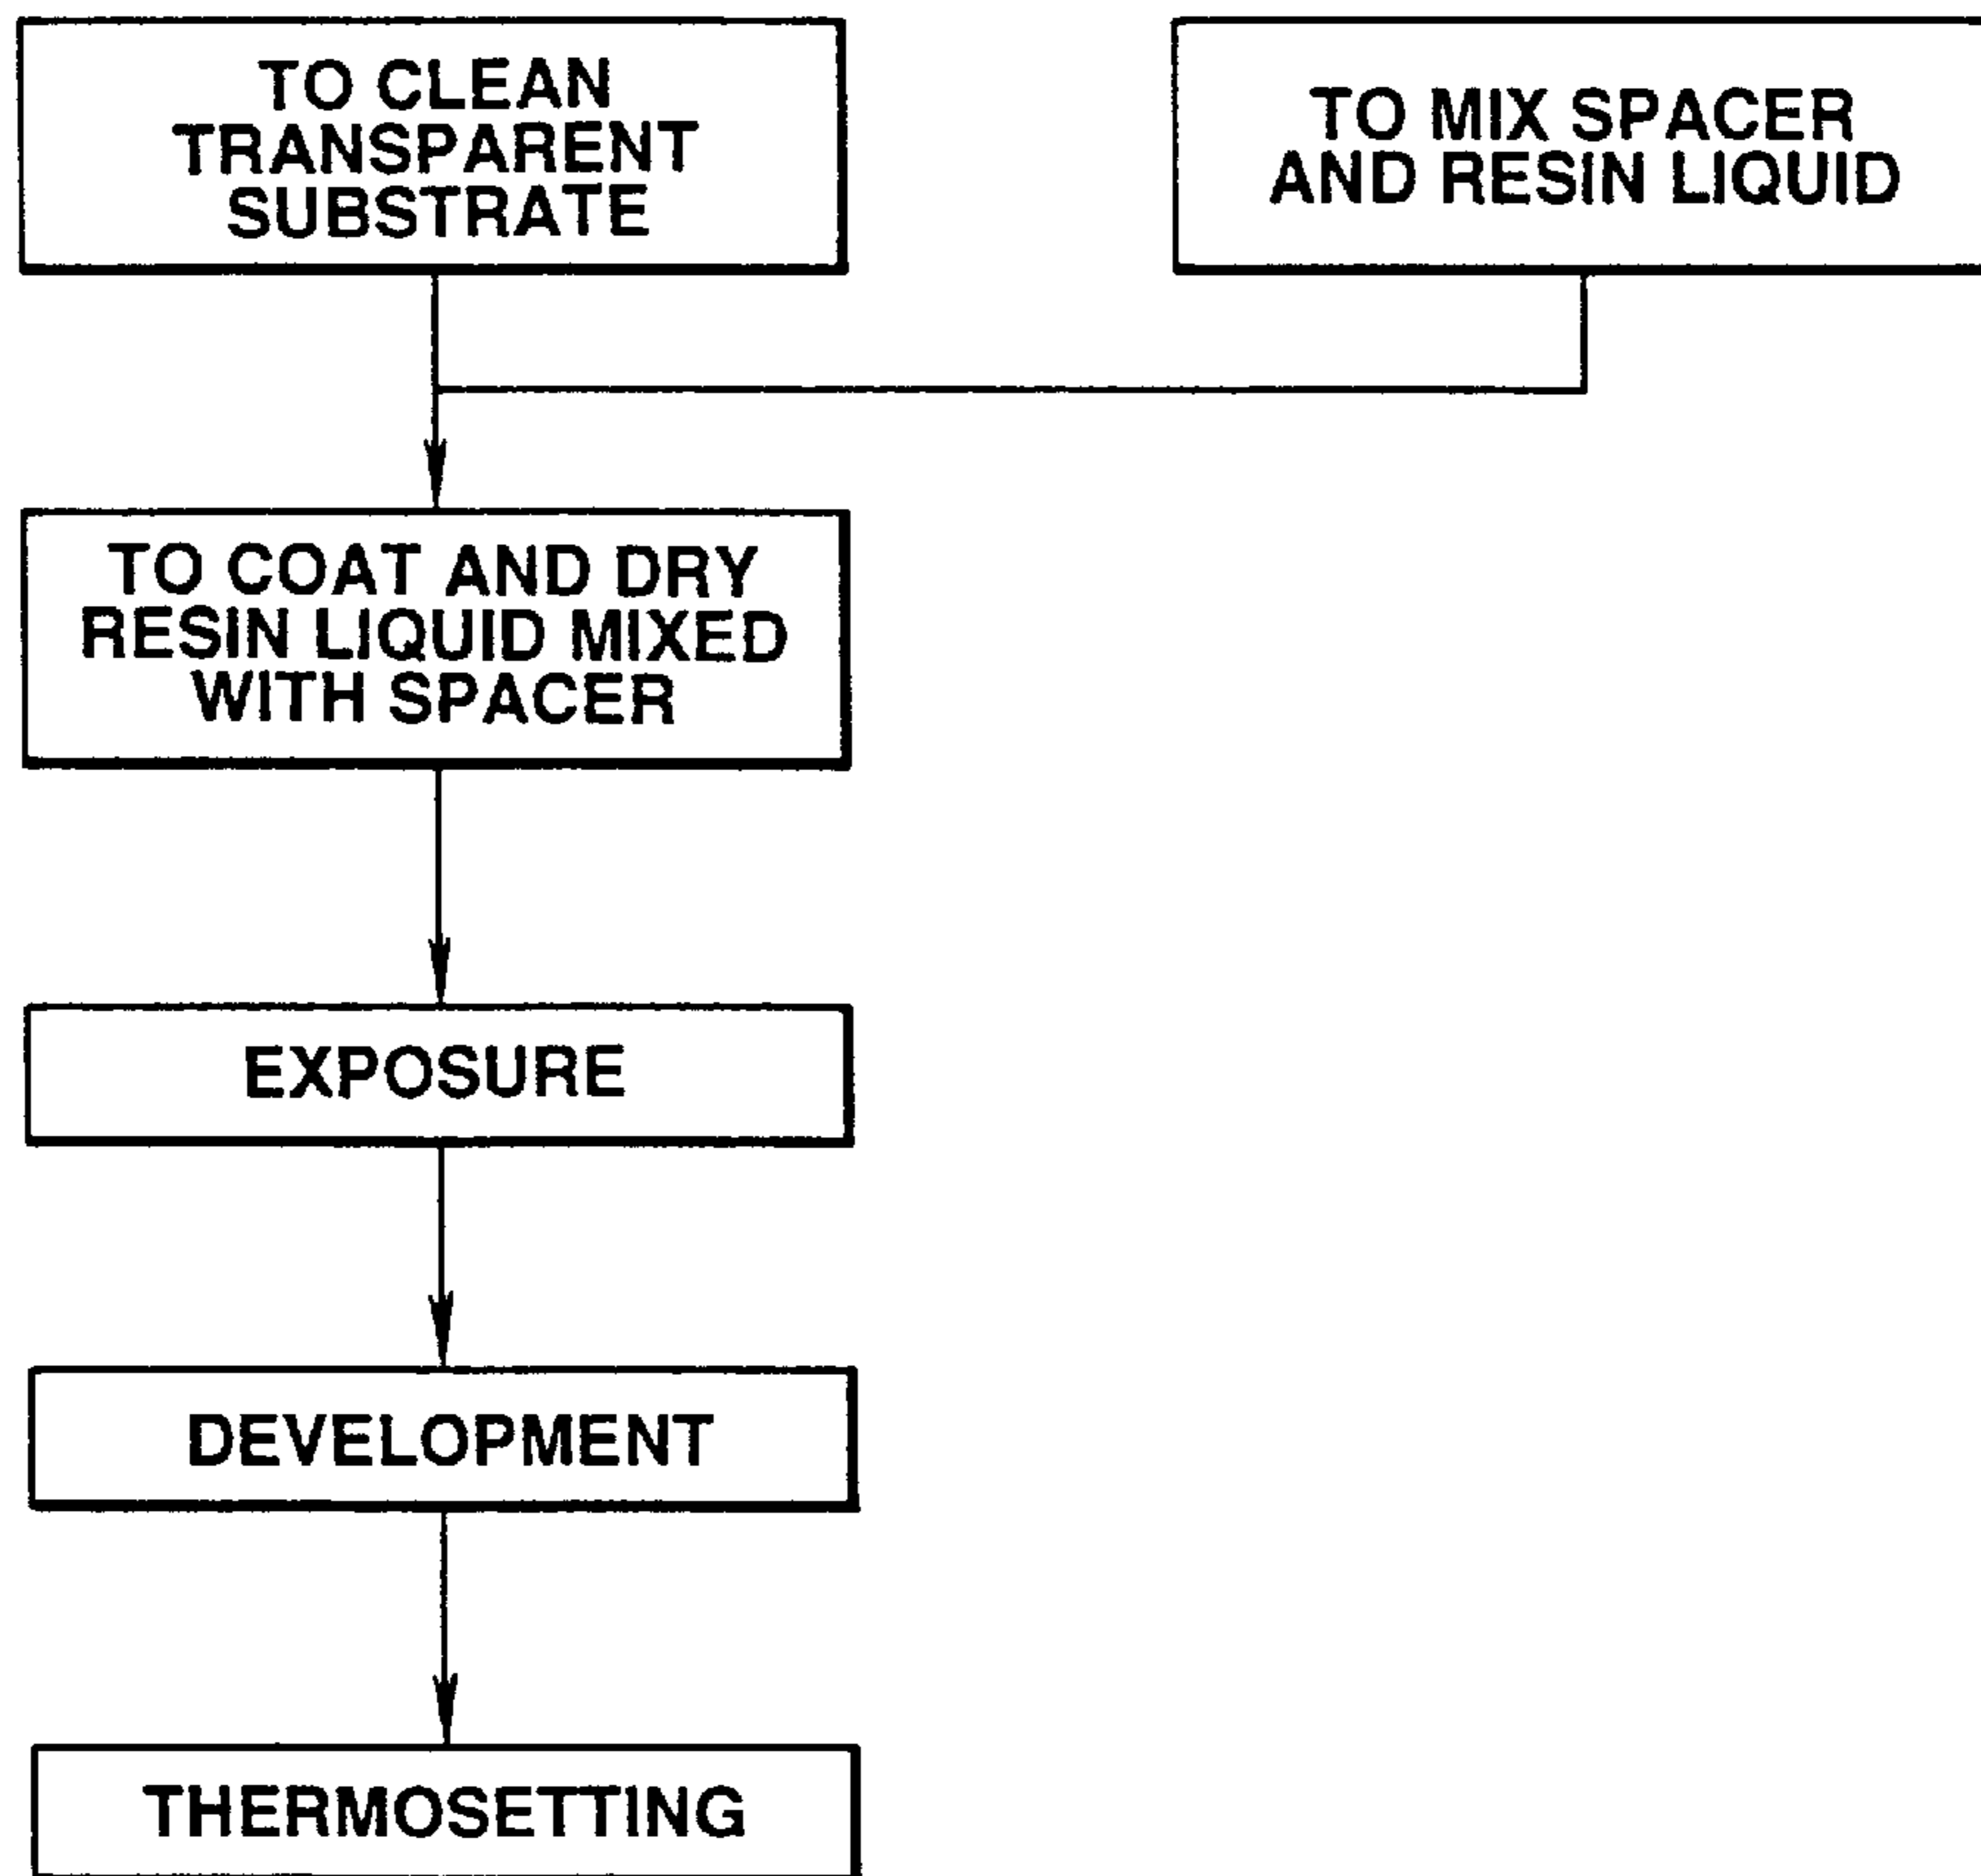 TO CLEAN
TRANSPARENT
SUBSTRATE
TO MIX SPACER
AND RESIN LIQUID
TO COAT AND DRY
RESIN LIQUID MIXED
WITH SPACER
EXPOSURE
DEVELOPMENT
THERMOSETTING